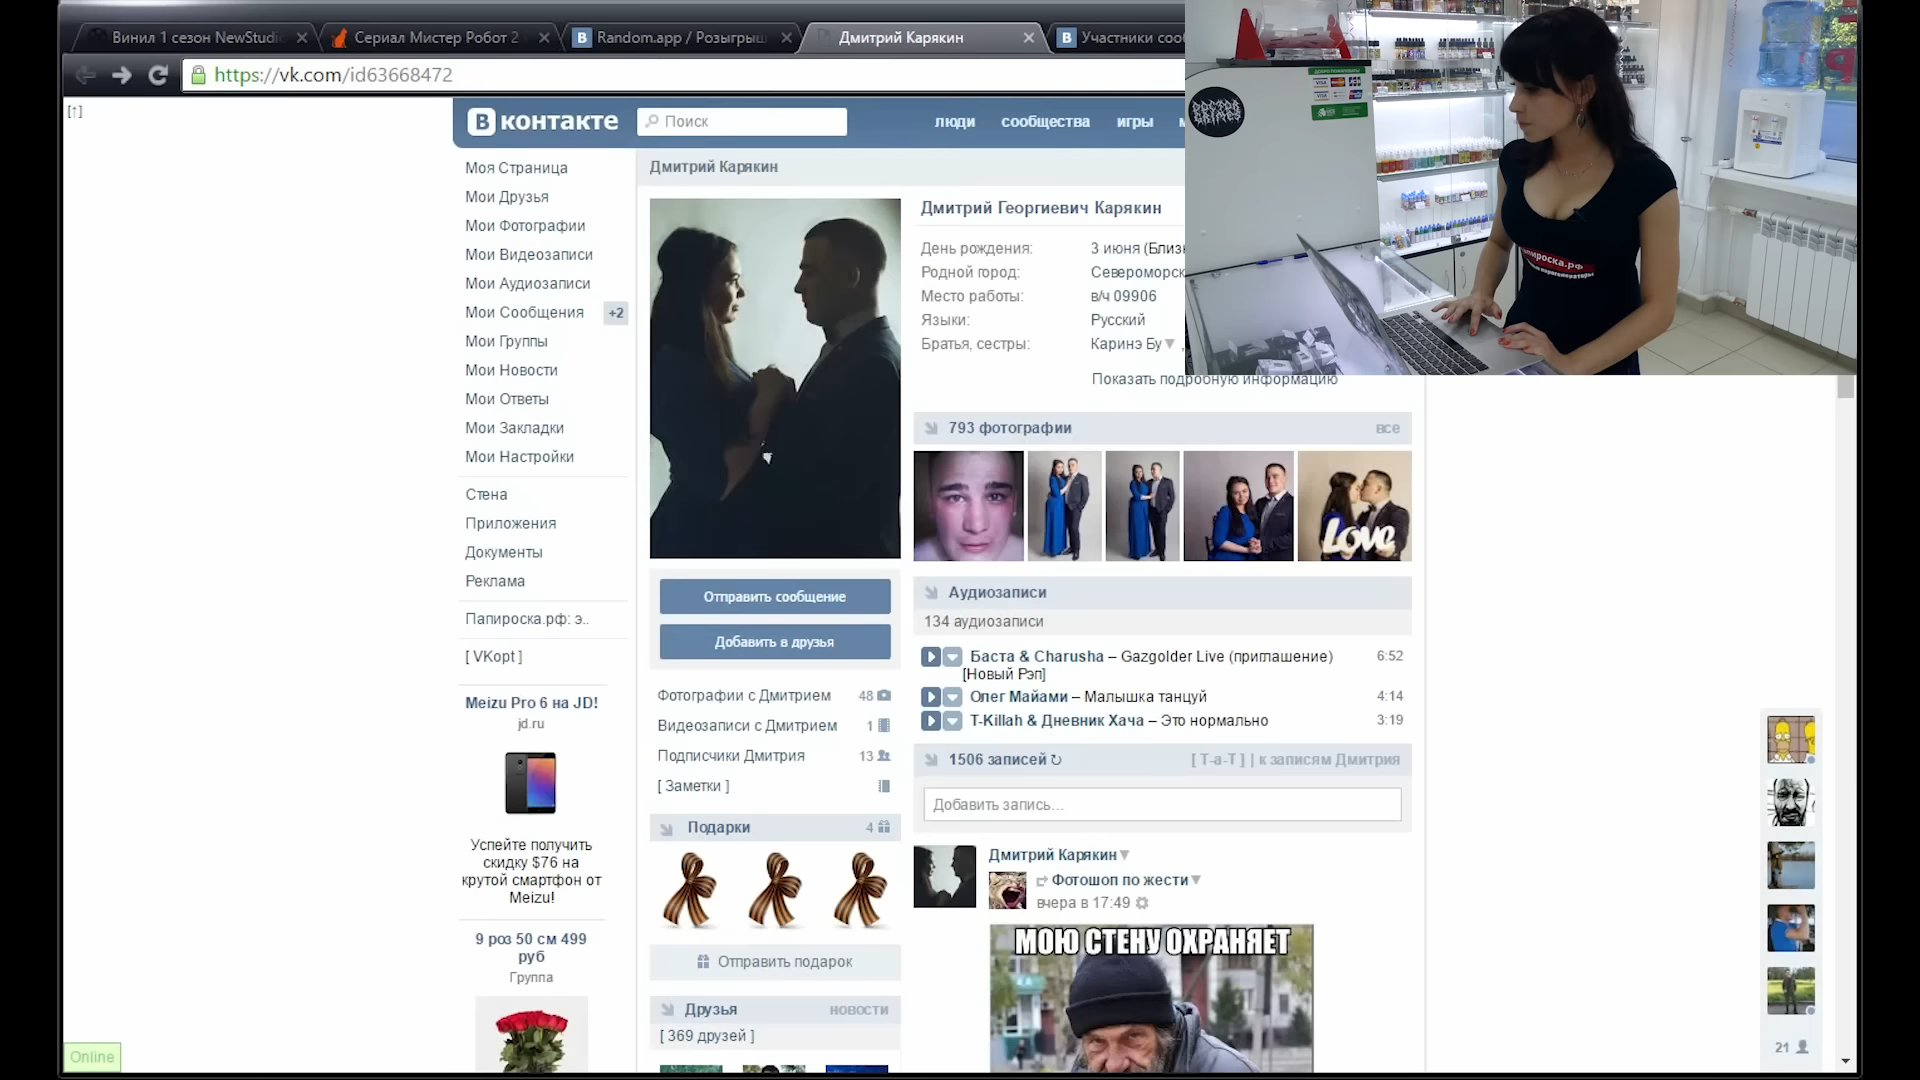 Винил 1 сезон NewStudi
Сериал Мистер Робот 2
Random.app / Розыгрыш
Дмитрий Карякин
Участники сооб
https://vk.com/id63668472
[↑]
В контакте
Поиск
люди
сообщества
игры
Моя Страница
Мои Друзья
Мои Фотографии
Мои Видеозаписи
Мои Аудиозаписи
Мои Сообщения +2
Мои Группы
Мои Новости
Мои Ответы
Мои Закладки
Мои Настройки
Стена
Приложения
Документы
Реклама
Папироска.рф: э..
[ VKopt ]
Meizu Pro 6 на JD!
jd.ru
Успейте получить
скидку $76 на
крутой смартфон от
Meizu!
9 роз 50 см 499
руб
Группа
Дмитрий Карякин
Отправить сообщение
Добавить в друзья
Фотографии с Дмитрием 48
Видеозаписи с Дмитрием 1
Подписчики Дмитрия 13
[ Заметки ]
Подарки 4
Отправить подарок
Друзья новости
[ 369 друзей ]
Дмитрий Георгиевич Карякин
День рождения: 3 июня (Близн
Родной город: Североморск
Место работы: в/ч 09906
Языки: Русский
Братья, сестры: Каринэ Бу ,
Показать подробную информацию
793 фотографии все
Love
Аудиозаписи
134 аудиозаписи
Баста & Charusha – Gazgolder Live (приглашение) 6:52
[Новый Рэп]
Олег Майами – Малышка танцуй 4:14
T-Killah & Дневник Хача – Это нормально 3:19
1506 записей [ Т-а-Т ] | к записям Дмитрия
Добавить запись...
Дмитрий Карякин
Фотошоп по жести
вчера в 17:49
МОЮ СТЕНУ ОХРАНЯЕТ
Online
21